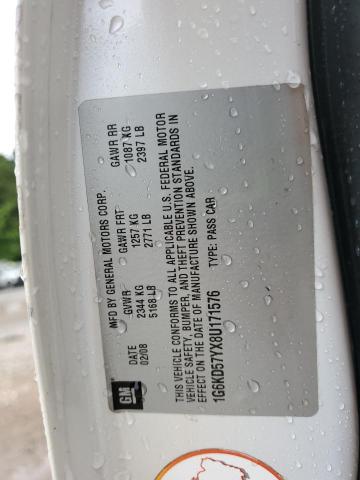 GM
MFD BY GENERAL MOTORS CORP.
DATE GVWR GAWR FRT GAWR RR
02/08 2344 KG 1257 KG 1087 KG
5168 LB 2771 LB 2397 LB
THIS VEHICLE CONFORMS TO ALL APPLICABLE U.S. FEDERAL MOTOR
VEHICLE SAFETY, BUMPER, AND THEFT PREVENTION STANDARDS IN
EFFECT ON THE DATE OF MANUFACTURE SHOWN ABOVE.
1G6KD57YX8U171576 TYPE: PASS CAR